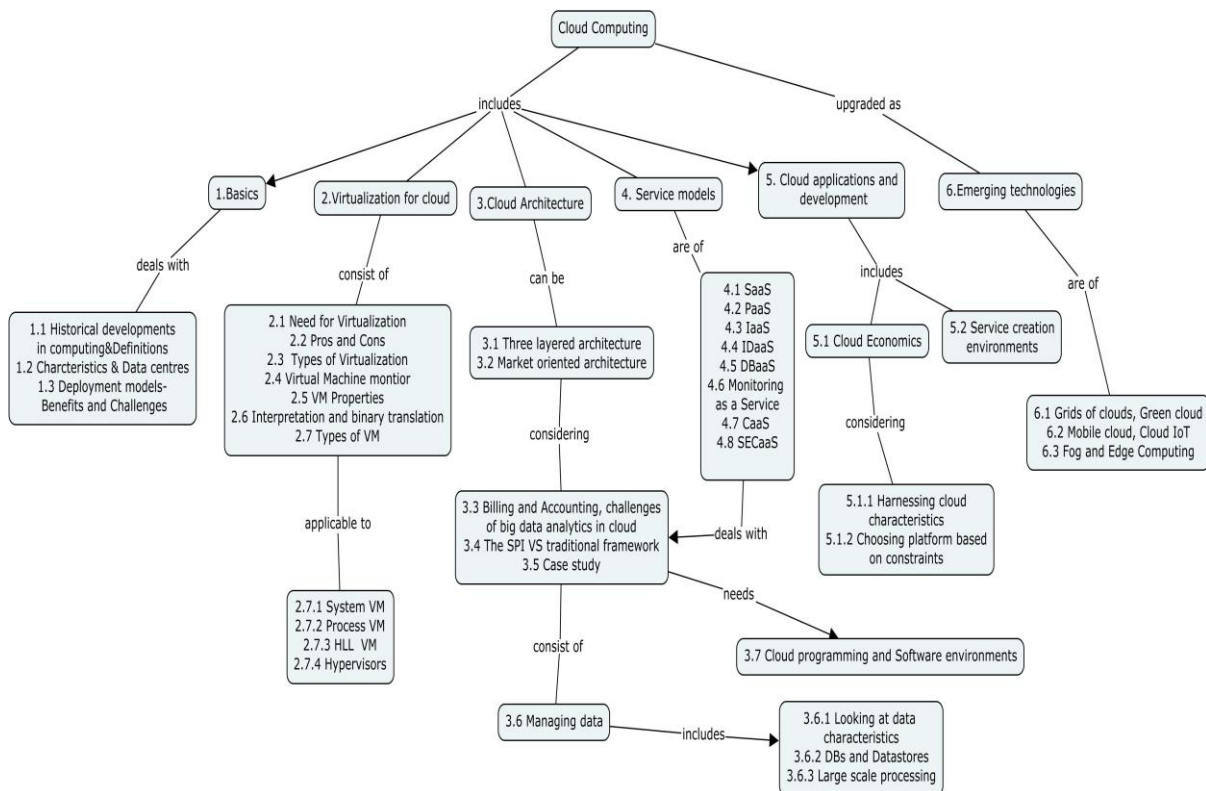 Cloud Computing
includes
upgraded as
1.Basics
2.Virtualization for cloud
3.Cloud Architecture
4. Service models
5. Cloud applications and
development
6.Emerging technologies
deals with
consist of
can be
are of
includes
are of
1.1 Historical developments
in computing&Definitions
1.2 Charcteristics & Data centres
1.3 Deployment models-
Benefits and Challenges
2.1 Need for Virtualization
2.2 Pros and Cons
2.3 Types of Virtualization
2.4 Virtual Machine montior
2.5 VM Properties
2.6 Interpretation and binary translation
2.7 Types of VM
3.1 Three layered architecture
3.2 Market oriented architecture
4.1 SaaS
4.2 PaaS
4.3 IaaS
4.4 IDaaS
4.5 DBaaS
4.6 Monitoring
as a Service
4.7 CaaS
4.8 SECaaS
5.1 Cloud Economics
5.2 Service creation
environments
6.1 Grids of clouds, Green cloud
6.2 Mobile cloud, Cloud IoT
6.3 Fog and Edge Computing
applicable to
considering
deals with
considering
2.7.1 System VM
2.7.2 Process VM
2.7.3 HLL VM
2.7.4 Hypervisors
3.3 Billing and Accounting, challenges
of big data analytics in cloud
3.4 The SPI VS traditional framework
3.5 Case study
5.1.1 Harnessing cloud
characteristics
5.1.2 Choosing platform based
on constraints
consist of
needs
3.7 Cloud programming and Software environments
3.6 Managing data
includes
3.6.1 Looking at data
characteristics
3.6.2 DBs and Datastores
3.6.3 Large scale processing